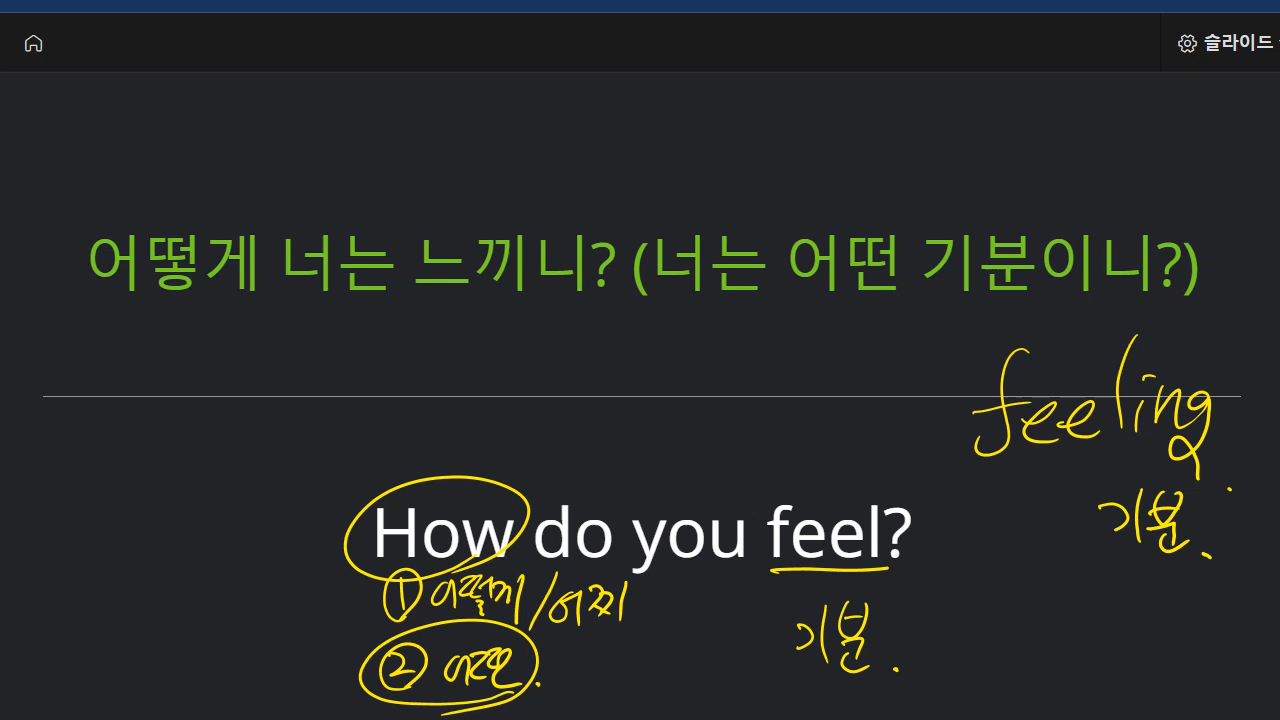 슬라이드
어떻게 너는 느끼니? (너는 어떤 기분이니?)
feeling
기분.
How do you feel?
① 어떻게 / 어찌
② 어떤.
기분.